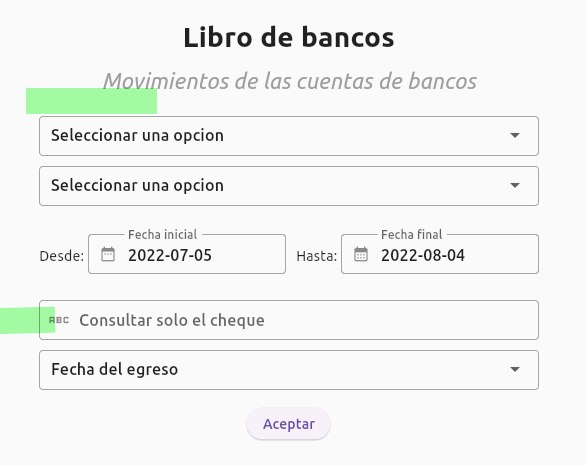 Libro de bancos
Movimientos de las cuentas de bancos
Seleccionar una opcion
Seleccionar una opcion
Fecha inicial
Fecha final
Desde: 2022-07-05 Hasta: 2022-08-04
ABC Consultar solo el cheque
Fecha del egreso
Aceptar